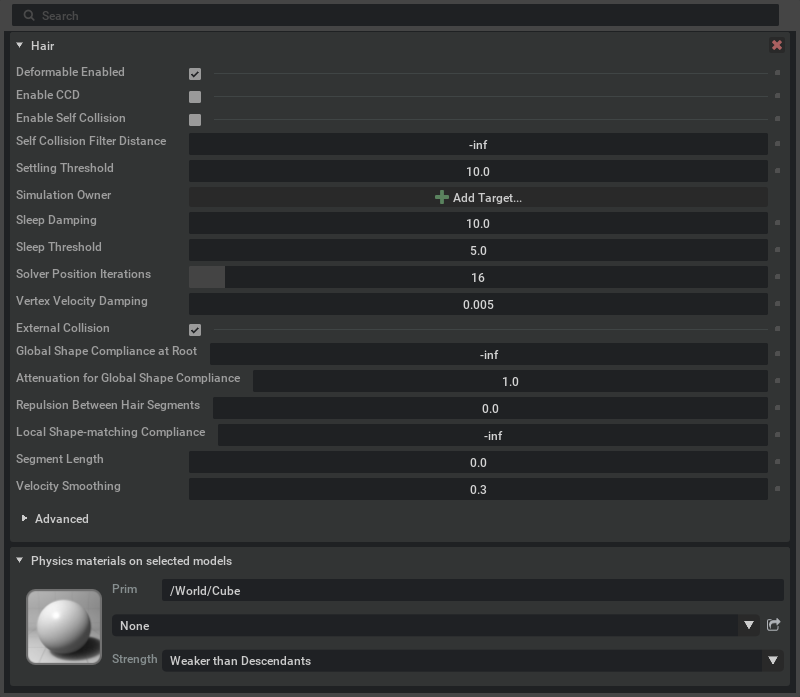 Search
Hair
Deformable Enabled
Enable CCD
Enable Self Collision
Self Collision Filter Distance -inf
Settling Threshold 10.0
Simulation Owner Add Target...
Sleep Damping 10.0
Sleep Threshold 5.0
Solver Position Iterations 16
Vertex Velocity Damping 0.005
External Collision
Global Shape Compliance at Root -inf
Attenuation for Global Shape Compliance 1.0
Repulsion Between Hair Segments 0.0
Local Shape-matching Compliance -inf
Segment Length 0.0
Velocity Smoothing 0.3
Advanced
Physics materials on selected models
Prim /World/Cube
None
Strength Weaker than Descendants